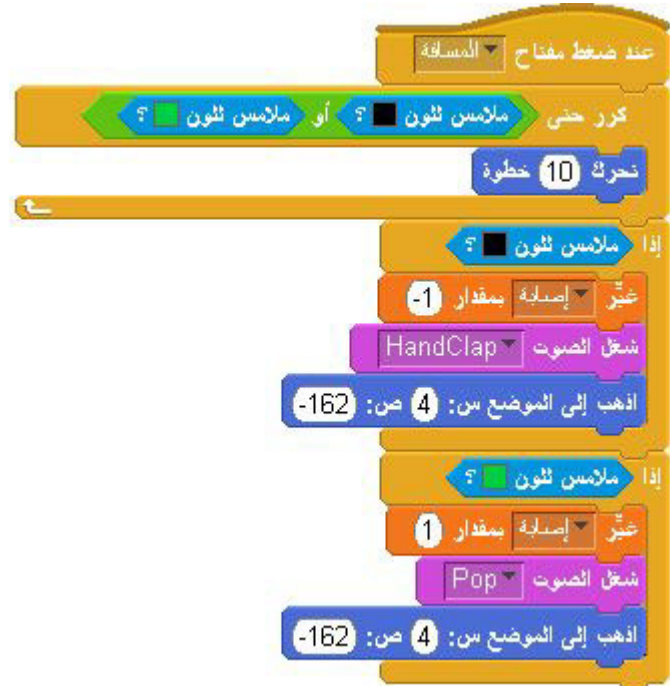 عند ضغط مفتاح المسافة
كرر حتى ملامس للون ؟ أو ملامس للون ؟
تحرك 10 خطوة
إذا ملامس للون ؟
غيِّر إصابة بمقدار -1
شغل الصوت HandClap
اذهب إلى الموضع س: 4 ص: -162
إذا ملامس للون ؟
غيِّر إصابة بمقدار 1
شغل الصوت Pop
اذهب إلى الموضع س: 4 ص: -162